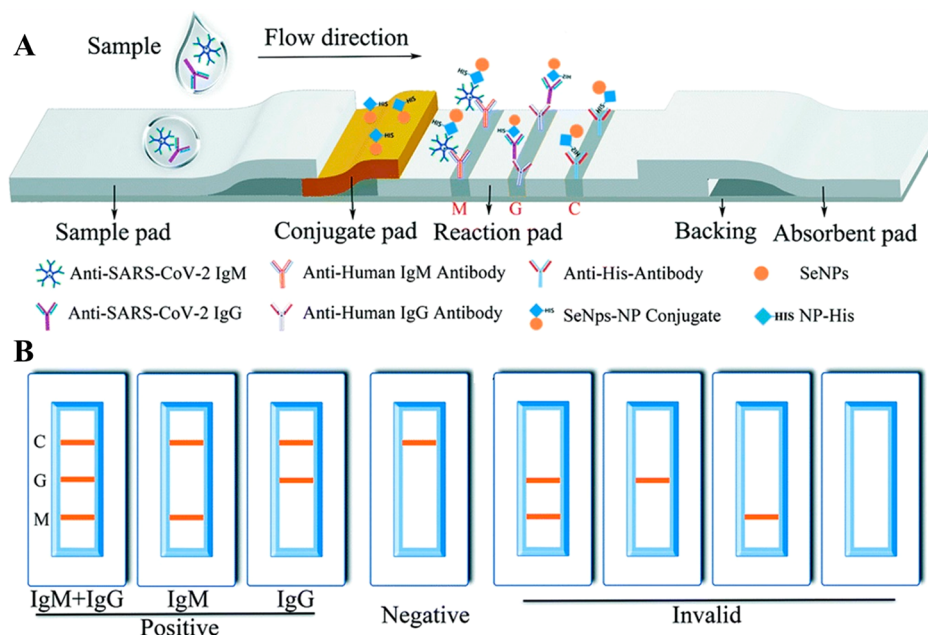 A
Sample
Flow direction
HIS HIS
HIS
HIS
HIS
HIS
HIS
HIS
HIS
M G C
Sample pad Conjugate pad Reaction pad Backing Absorbent pad
Anti-SARS-CoV-2 IgM Anti-Human IgM Antibody Anti-His-Antibody SeNPs
Anti-SARS-CoV-2 IgG Anti-Human IgG Antibody HIS SeNps-NP Conjugate HIS NP-His
B
C
G
M
IgM+IgG IgM IgG Negative Invalid
Positive